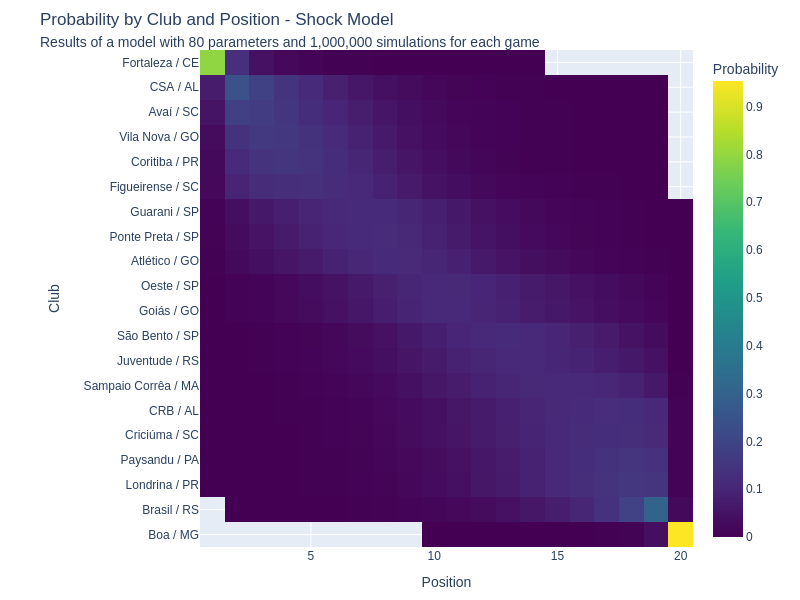 Probability by Club and Position - Shock Model
Results of a model with 80 parameters and 1,000,000 simulations for each game
Probability
Club
Fortaleza / CE
CSA / AL
Avaí / SC
Vila Nova / GO
Coritiba / PR
Figueirense / SC
Guarani / SP
Ponte Preta / SP
Atlético / GO
Oeste / SP
Goiás / GO
São Bento / SP
Juventude / RS
Sampaio Corrêa / MA
CRB / AL
Criciúma / SC
Paysandu / PA
Londrina / PR
Brasil / RS
Boa / MG
5 10 15 20
Position
0.9
0.8
0.7
0.6
0.5
0.4
0.3
0.2
0.1
0